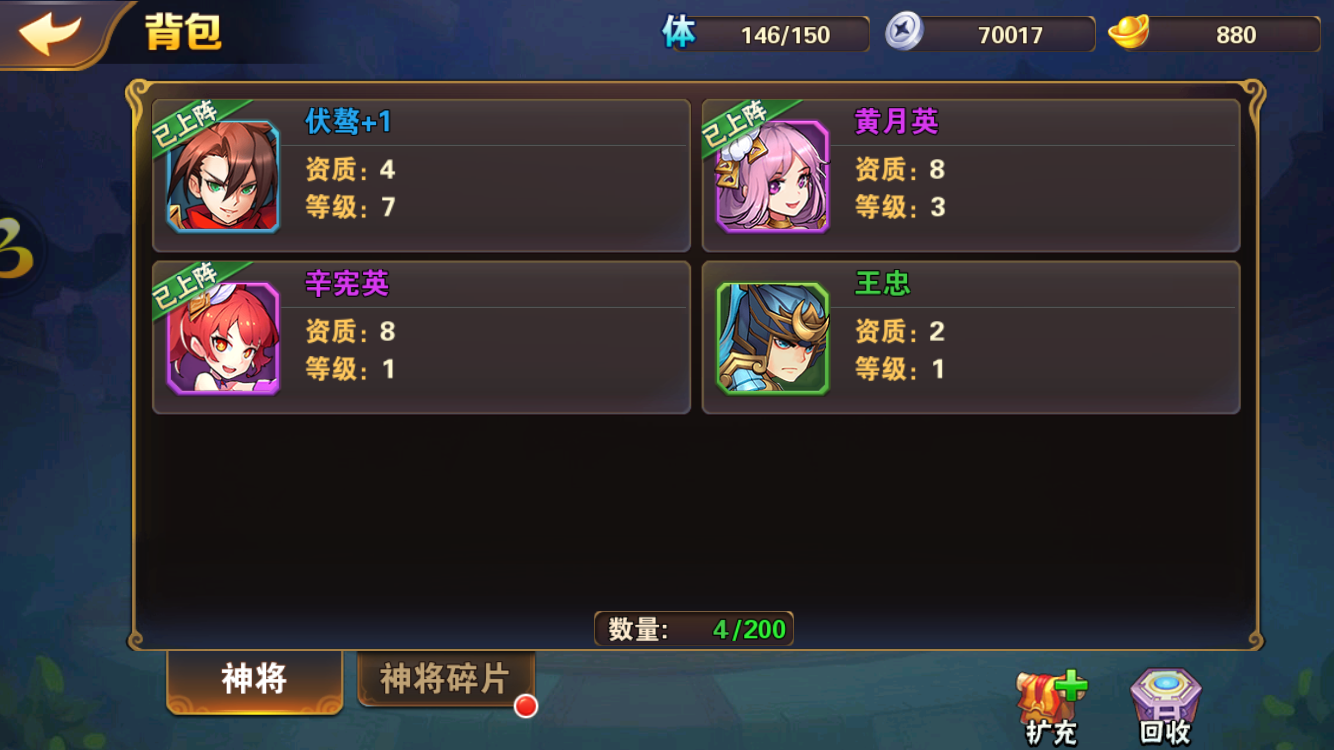 背包
体 146/150 70017 880
已上阵 伏骜+1
资质：4
等级：7
已上阵 黄月英
资质：8
等级：3
已上阵 辛宪英
资质：8
等级：1
王忠
资质：2
等级：1
数量： 4/200
神将 神将碎片
扩充 回收